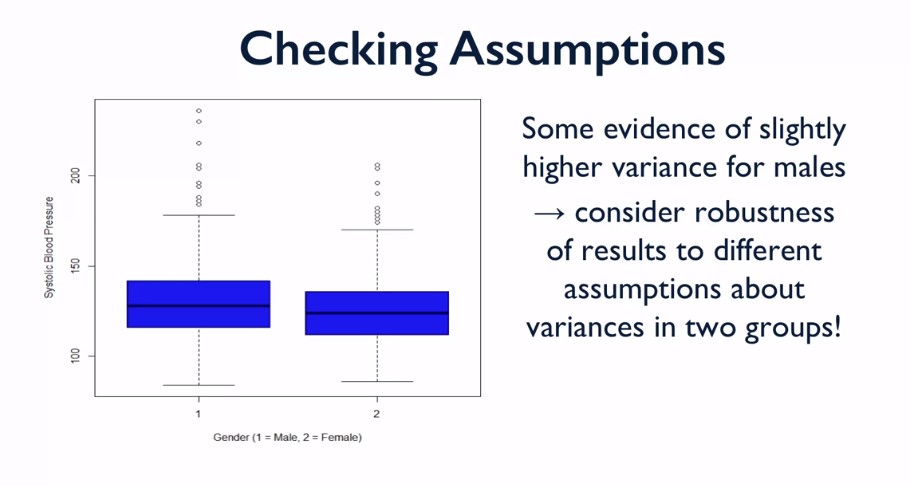 Checking Assumptions
200
150
100
Systolic Blood Pressure
1
2
Gender (1 = Male, 2 = Female)
Some evidence of slightly
higher variance for males
→ consider robustness
of results to different
assumptions about
variances in two groups!